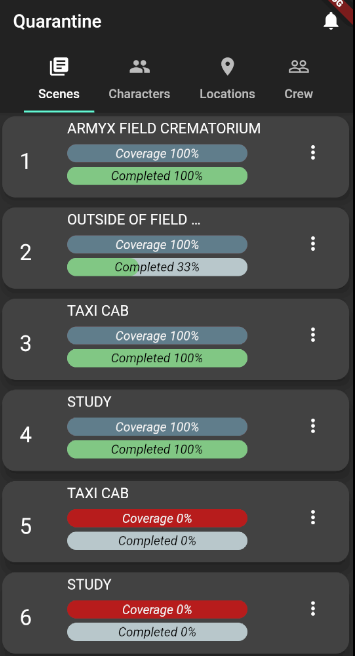 Quarantine
Scenes Characters Locations Crew
ARMYX FIELD CREMATORIUM
1
Coverage 100%
Completed 100%
OUTSIDE OF FIELD ...
2
Coverage 100%
Completed 33%
TAXI CAB
3
Coverage 100%
Completed 100%
STUDY
4
Coverage 100%
Completed 100%
TAXI CAB
5
Coverage 0%
Completed 0%
STUDY
6
Coverage 0%
Completed 0%